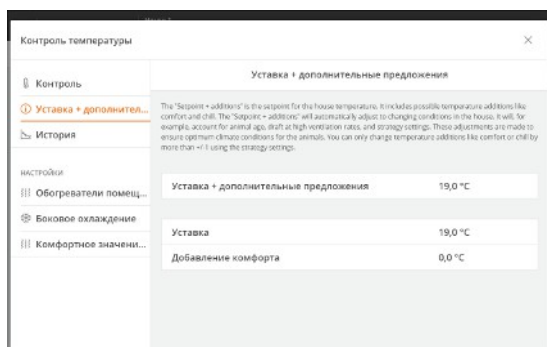 Контроль температуры
Контроль
Уставка + дополнител...
История
НАСТРОЙКИ
Обогреватели помещ...
Боковое охлаждение
Комфортное значени...
Уставка + дополнительные предложения
The "Setpoint + additions" is the setpoint for the house temperature. It includes possible temperature additions like
comfort and chill. The "Setpoint + additions" will automatically adjust to changing conditions in the house. It will, for
example, account for animal age, draft at high ventilation rates, and strategy settings. These adjustments are made to
ensure optimum climate conditions for the animals. You can only change temperature additions like comfort or chill by
more than +/- 1 using the strategy settings.
Уставка + дополнительные предложения 19,0 °C
Уставка 19,0 °C
Добавление комфорта 0,0 °C